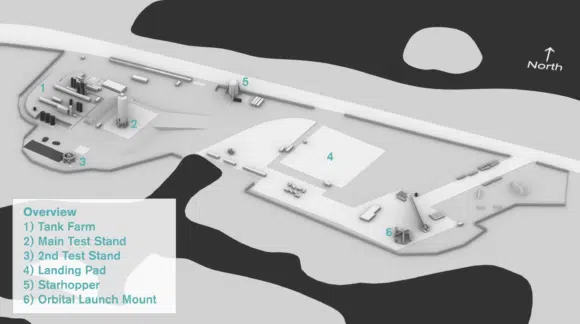 North
5
1
2
3
4
6
Overview
1) Tank Farm
2) Main Test Stand
3) 2nd Test Stand
4) Landing Pad
5) Starhopper
6) Orbital Launch Mount